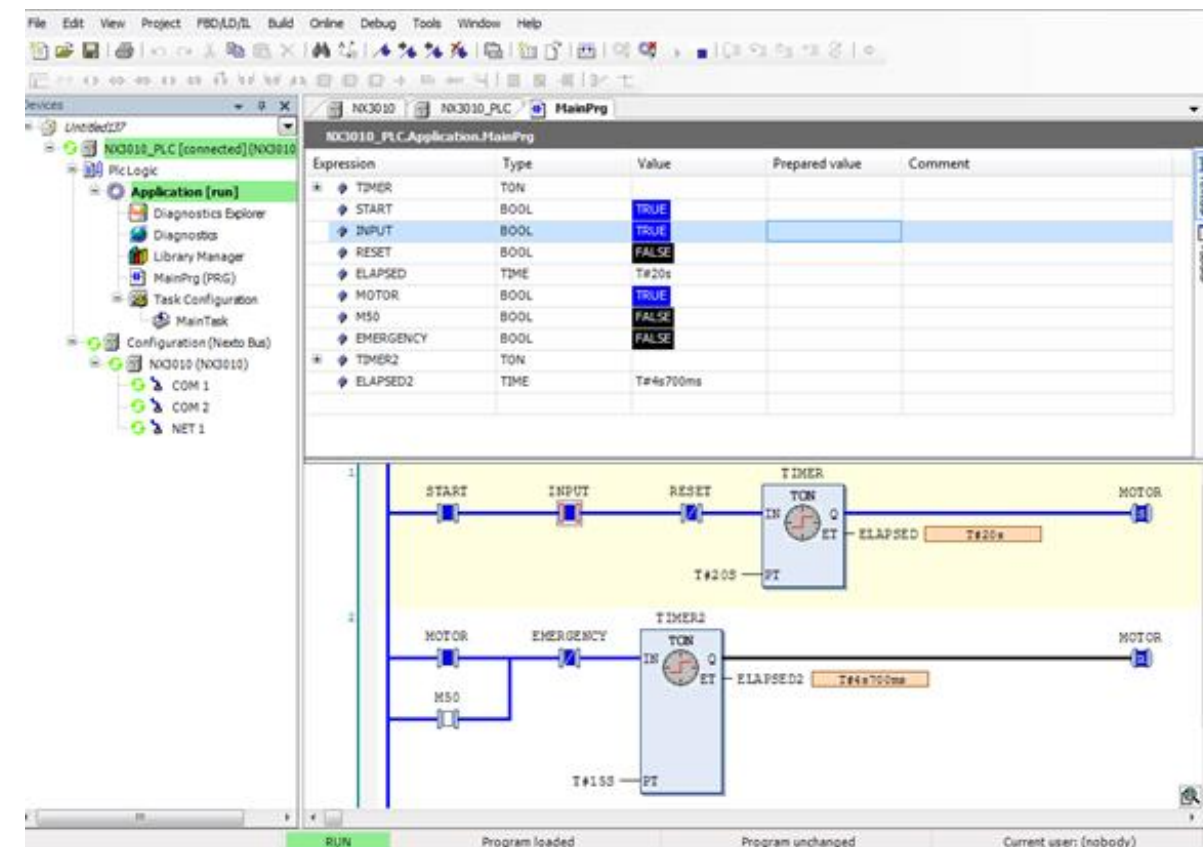 File Edit View Project FBD/LD/IL Build Online Debug Tools Window Help
Devices
NX3010 NX3010_PLC MainPrg
Untitled137
NX3010_PLC [connected] (NX3010
PlcLogic
Application [run]
Diagnostics Explorer
Diagnostics
Library Manager
MainPrg (PRG)
Task Configuration
MainTask
Configuration (Nexto Bus)
NX3010 (NX3010)
COM 1
COM 2
NET 1
NX3010_PLC.Application.MainPrg
Expression Type Value Prepared value Comment
TIMER TON
START BOOL TRUE
INPUT BOOL TRUE
RESET BOOL FALSE
ELAPSED TIME T#20s
MOTOR BOOL TRUE
M50 BOOL FALSE
EMERGENCY BOOL FALSE
TIMER2 TON
ELAPSED2 TIME T#4s700ms
1
TIMER
START INPUT RESET TON MOTOR
IN Q S
ET ELAPSED T#20s
T#20S PT
2
TIMER2
MOTOR EMERGENCY TON MOTOR
IN Q
ET ELAPSED2 T#4s700ms
M50
T#15S PT
RUN Program loaded Program unchanged Current user: (nobody)